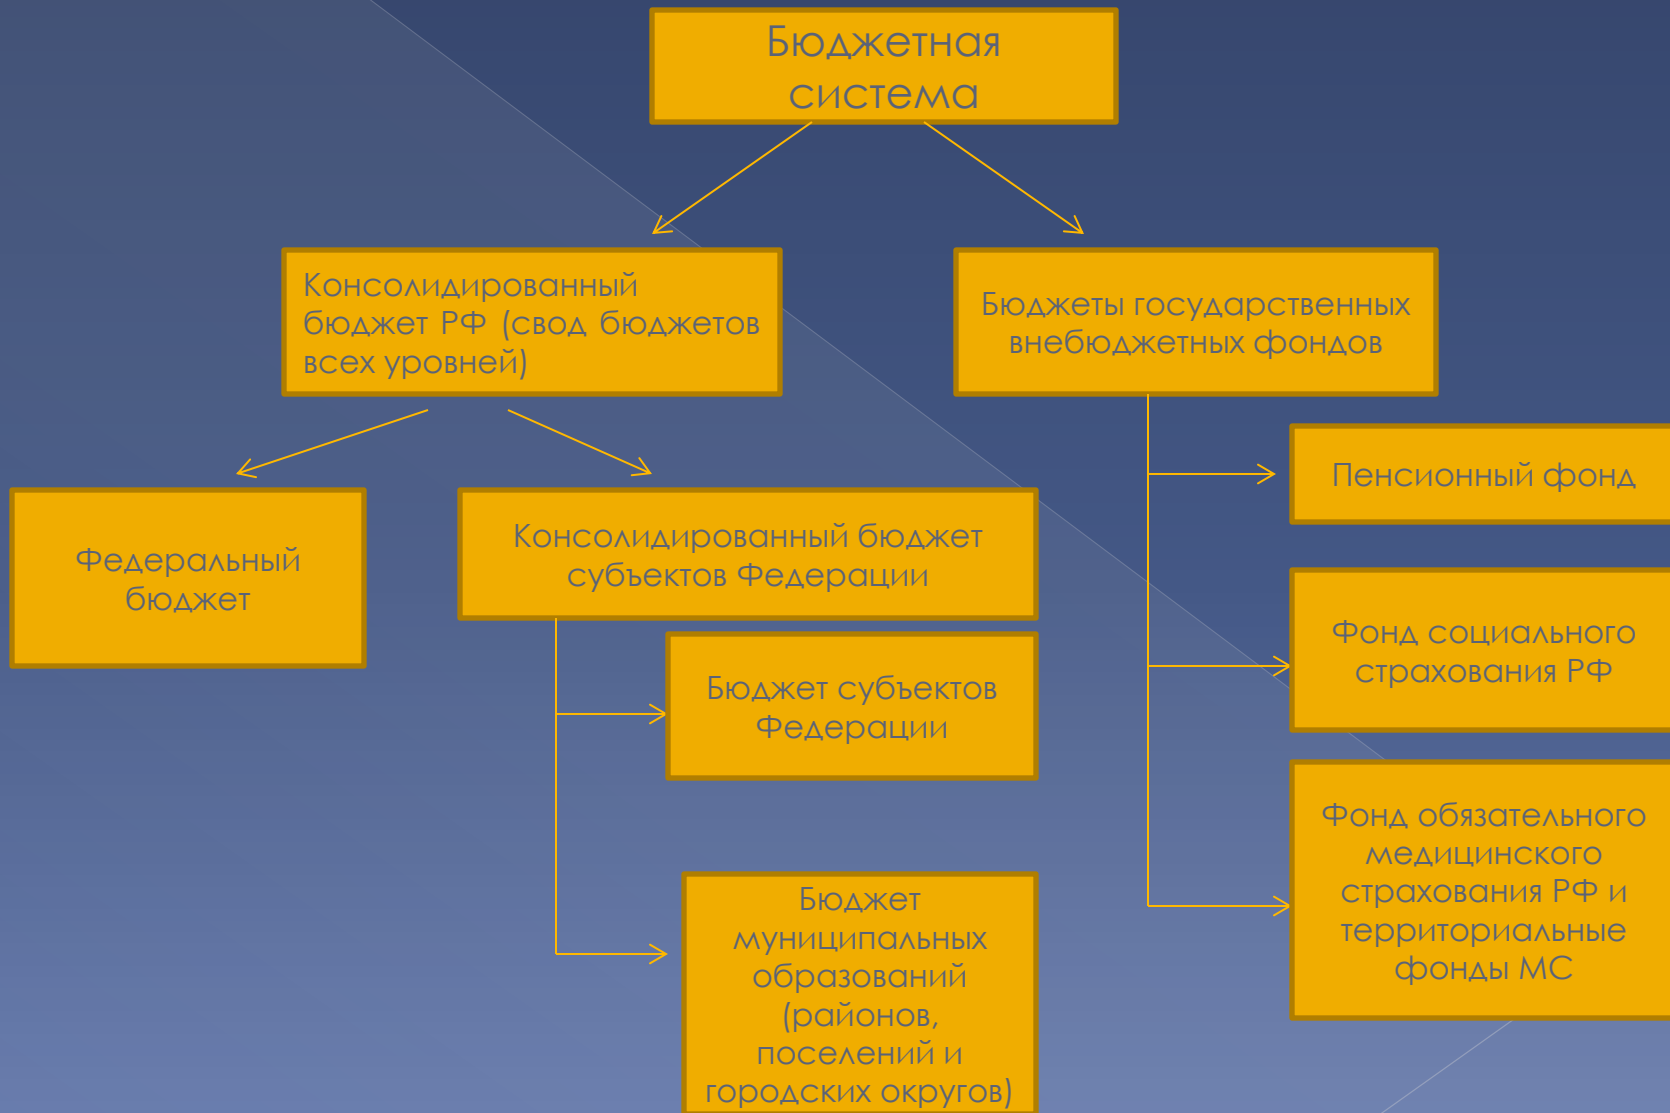 Бюджетная
система
Консолидированный
бюджет РФ (свод бюджетов
всех уровней)
Бюджеты государственных
внебюджетных фондов
Федеральный
бюджет
Консолидированный бюджет
субъектов Федерации
Бюджет субъектов
Федерации
Бюджет
муниципальных
образований
(районов,
поселений и
городских округов)
Пенсионный фонд
Фонд социального
страхования РФ
Фонд обязательного
медицинского
страхования РФ и
территориальные
фонды МС